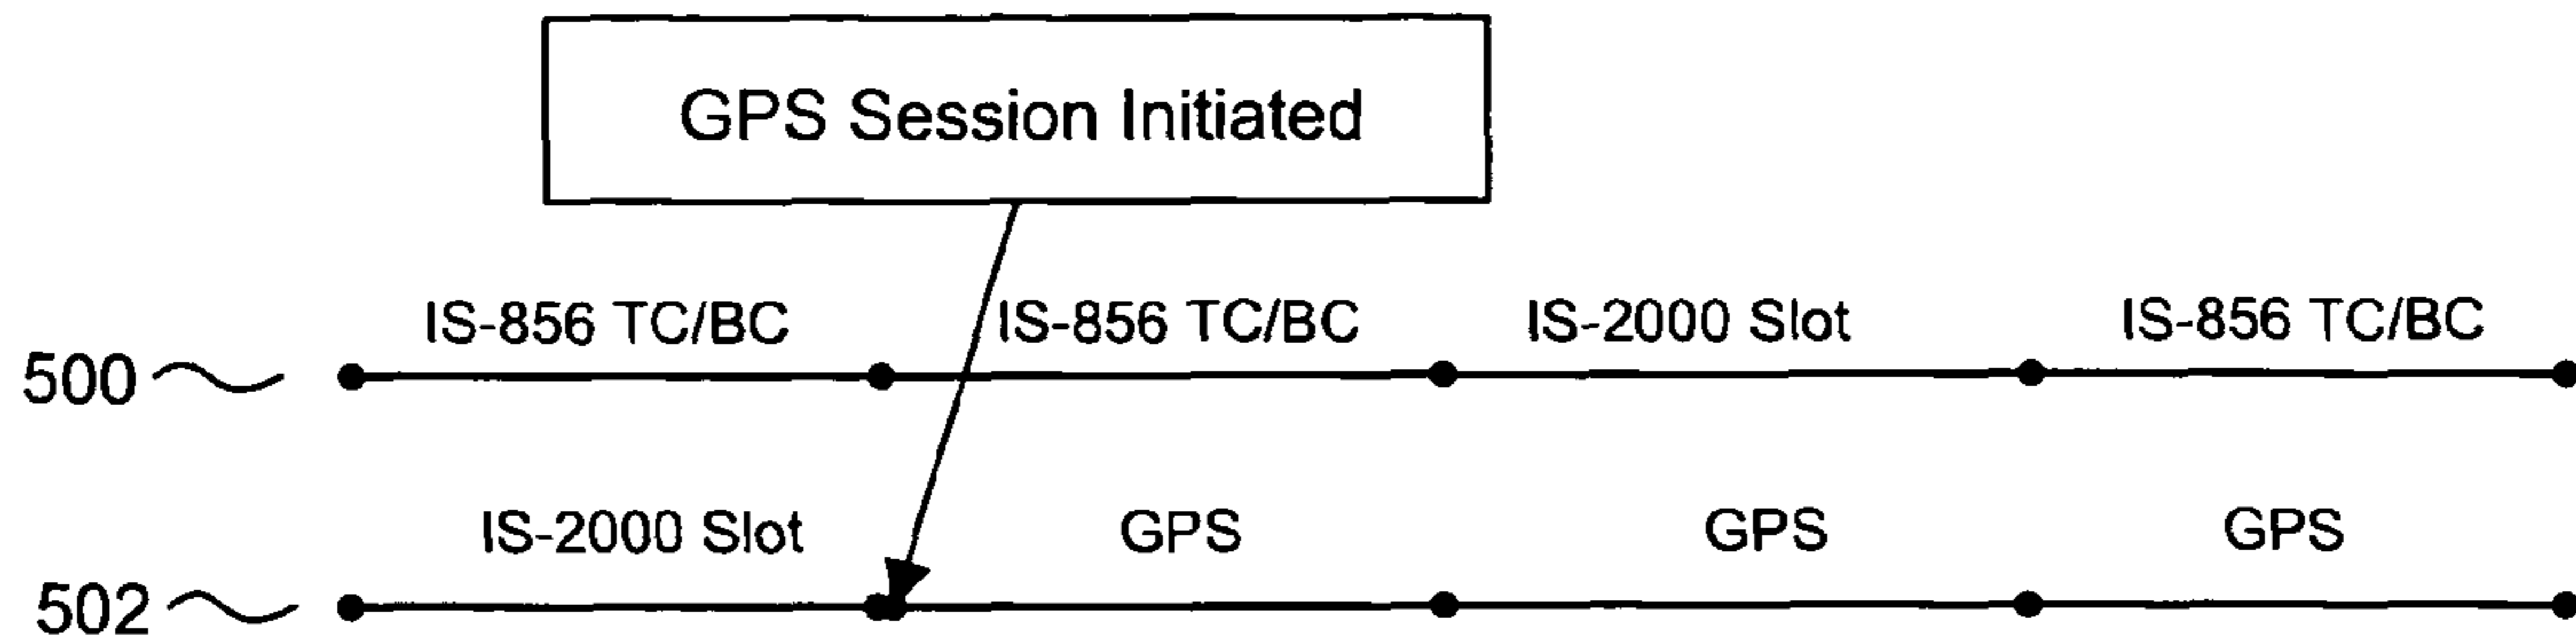 GPS Session Initiated
IS-856 TC/BC IS-856 TC/BC IS-2000 Slot IS-856 TC/BC
500
IS-2000 Slot GPS GPS GPS
502